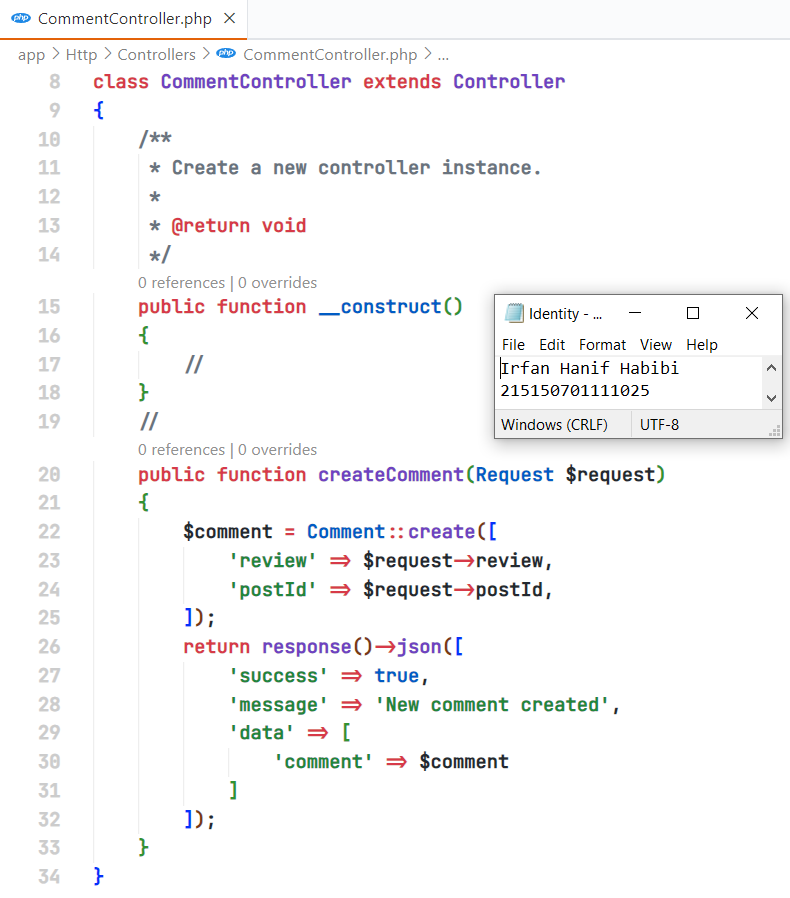 php CommentController.php ×
app > Http > Controllers > php CommentController.php > ...
8 class CommentController extends Controller
9 {
10 /**
11 * Create a new controller instance.
12 *
13 * @return void
14 */
0 references | 0 overrides
15 public function __construct()
16 {
17 //
18 }
19 //
0 references | 0 overrides
20 public function createComment(Request $request)
21 {
22 $comment = Comment::create([
23 'review' => $request->review,
24 'postId' => $request->postId,
25 ]);
26 return response()->json([
27 'success' => true,
28 'message' => 'New comment created',
29 'data' => [
30 'comment' => $comment
31 ]
32 ]);
33 }
34 }
Identity - ...
File Edit Format View Help
Irfan Hanif Habibi
215150701111025
Windows (CRLF) UTF-8